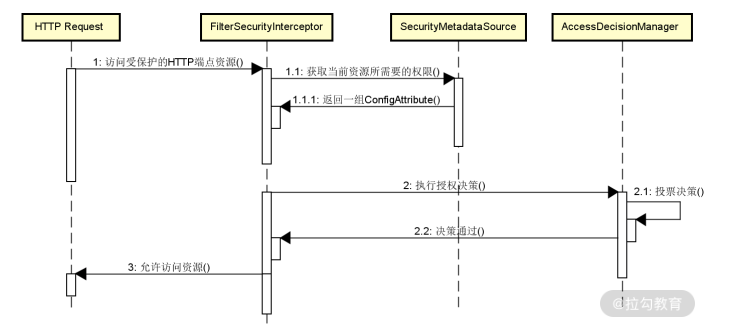 HTTP Request
FilterSecurityInterceptor
SecurityMetadataSource
AccessDecisionManager
1: 访问受保护的HTTP端点资源()
1.1: 获取当前资源所需要的权限()
1.1.1: 返回一组ConfigAttribute()
2: 执行授权决策()
2.1: 投票决策()
2.2: 决策通过()
3: 允许访问资源()
@拉勾教育